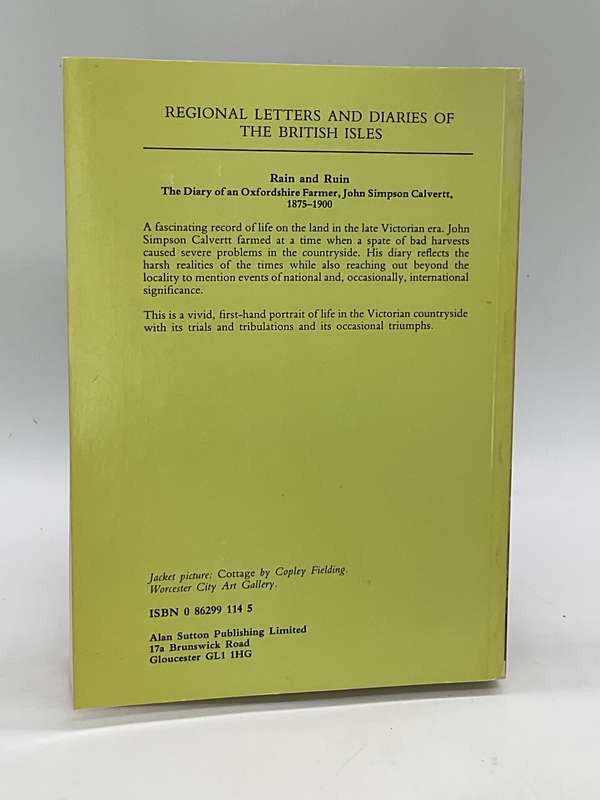 REGIONAL LETTERS AND DIARIES OF
THE BRITISH ISLES
Rain and Ruin
The Diary of an Oxfordshire Farmer, John Simpson Calvertt,
1875–1900
A fascinating record of life on the land in the late Victorian era. John
Simpson Calvertt farmed at a time when a spate of bad harvests
caused severe problems in the countryside. His diary reflects the
harsh realities of the times while also reaching out beyond the
locality to mention events of national and, occasionally, international
significance.
This is a vivid, first-hand portrait of life in the Victorian countryside
with its trials and tribulations and its occasional triumphs.
Jacket picture: Cottage by Copley Fielding.
Worcester City Art Gallery.
ISBN 0 86299 114 5
Alan Sutton Publishing Limited
17a Brunswick Road
Gloucester GL1 1HG